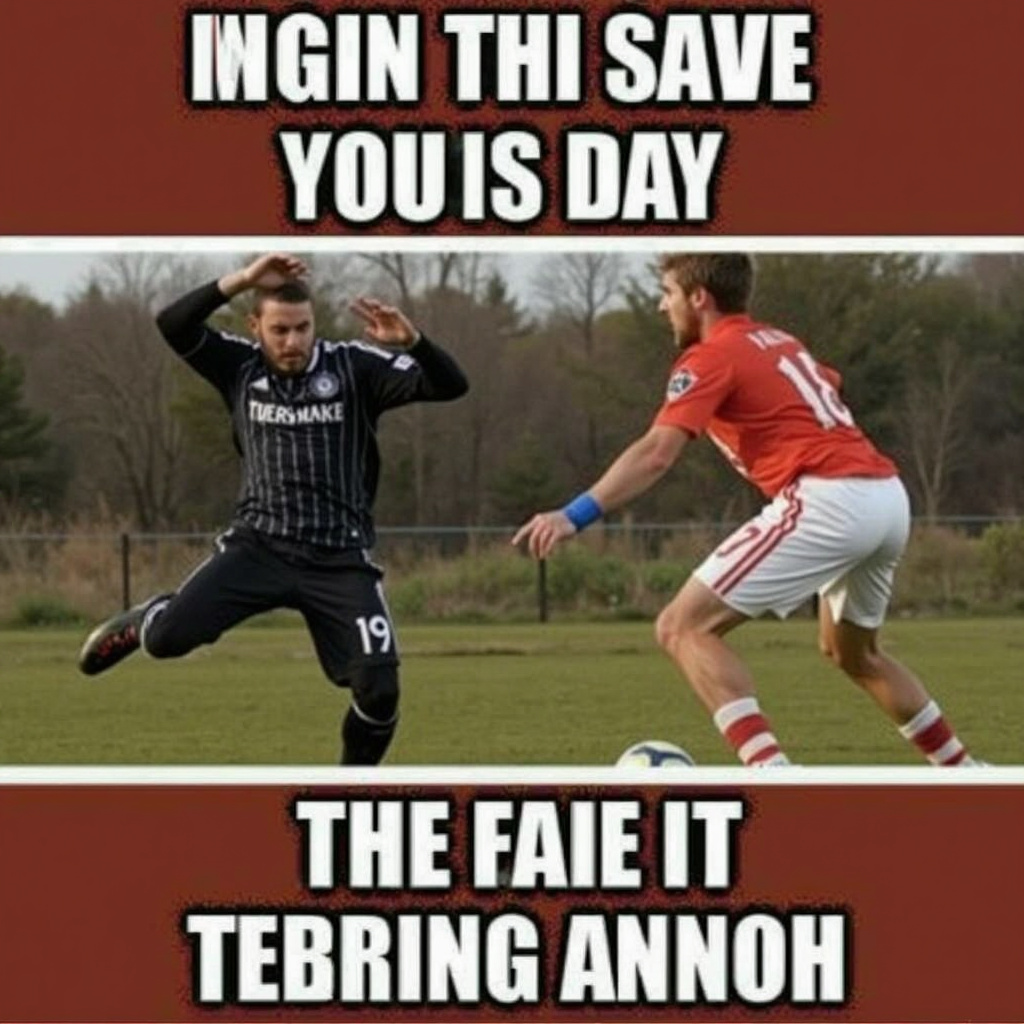 INGIN THI SAVE
YOU IS DAY
TUERSMAKE
19
THE FAIE IT
TEBRING ANNOH